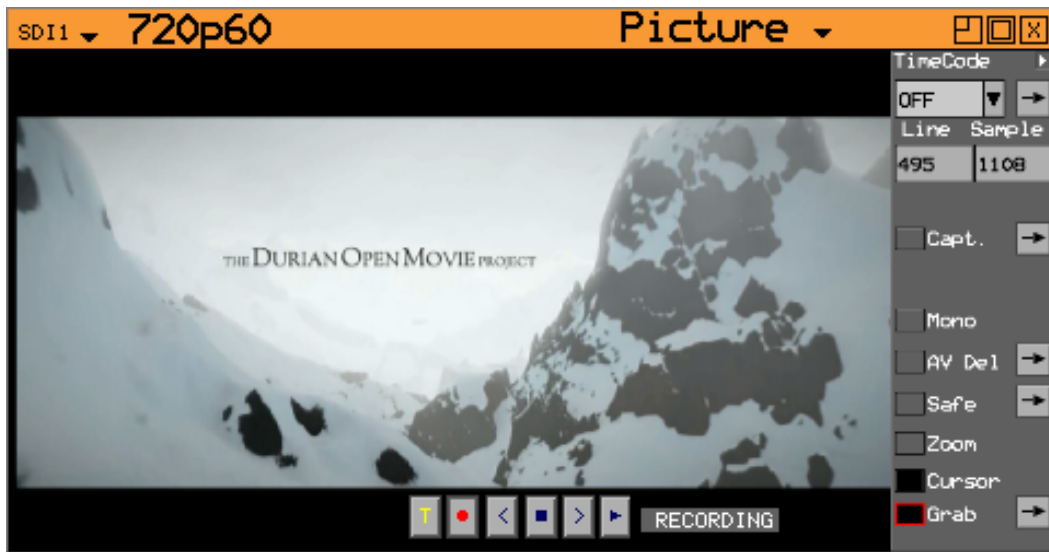 SDI1 720p60 Picture
TimeCode
OFF
Line Sample
495 1108
Capt.
THE DURIAN OPEN MOVIE PROJECT
Mono
AV Del
Safe
Zoom
Cursor
Grab
T
RECORDING